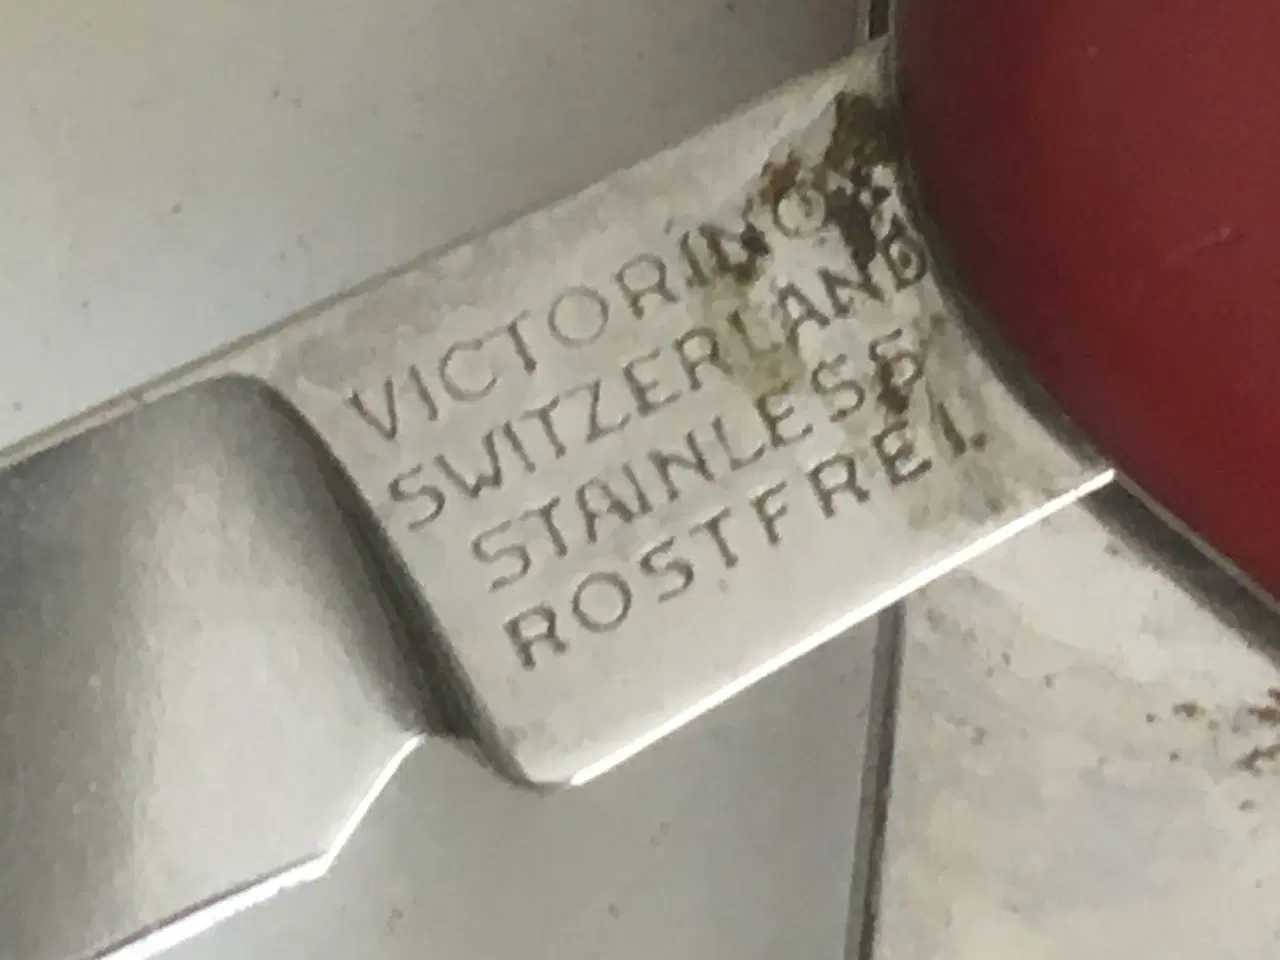 VICTORINOX
SWITZERLAND
STAINLESS
ROSTFREI